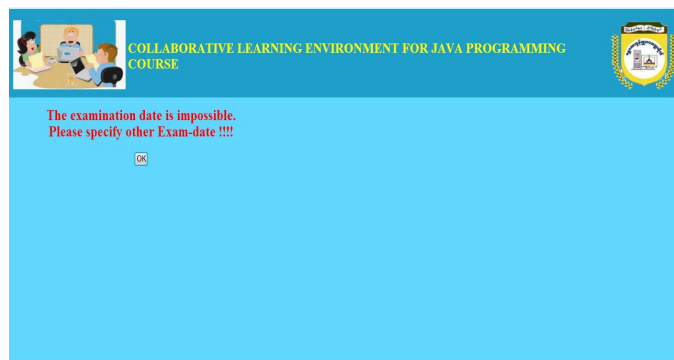 COLLABORATIVE LEARNING ENVIRONMENT FOR JAVA PROGRAMMING
COURSE
The examination date is impossible.
Please specify other Exam-date !!!!
OK